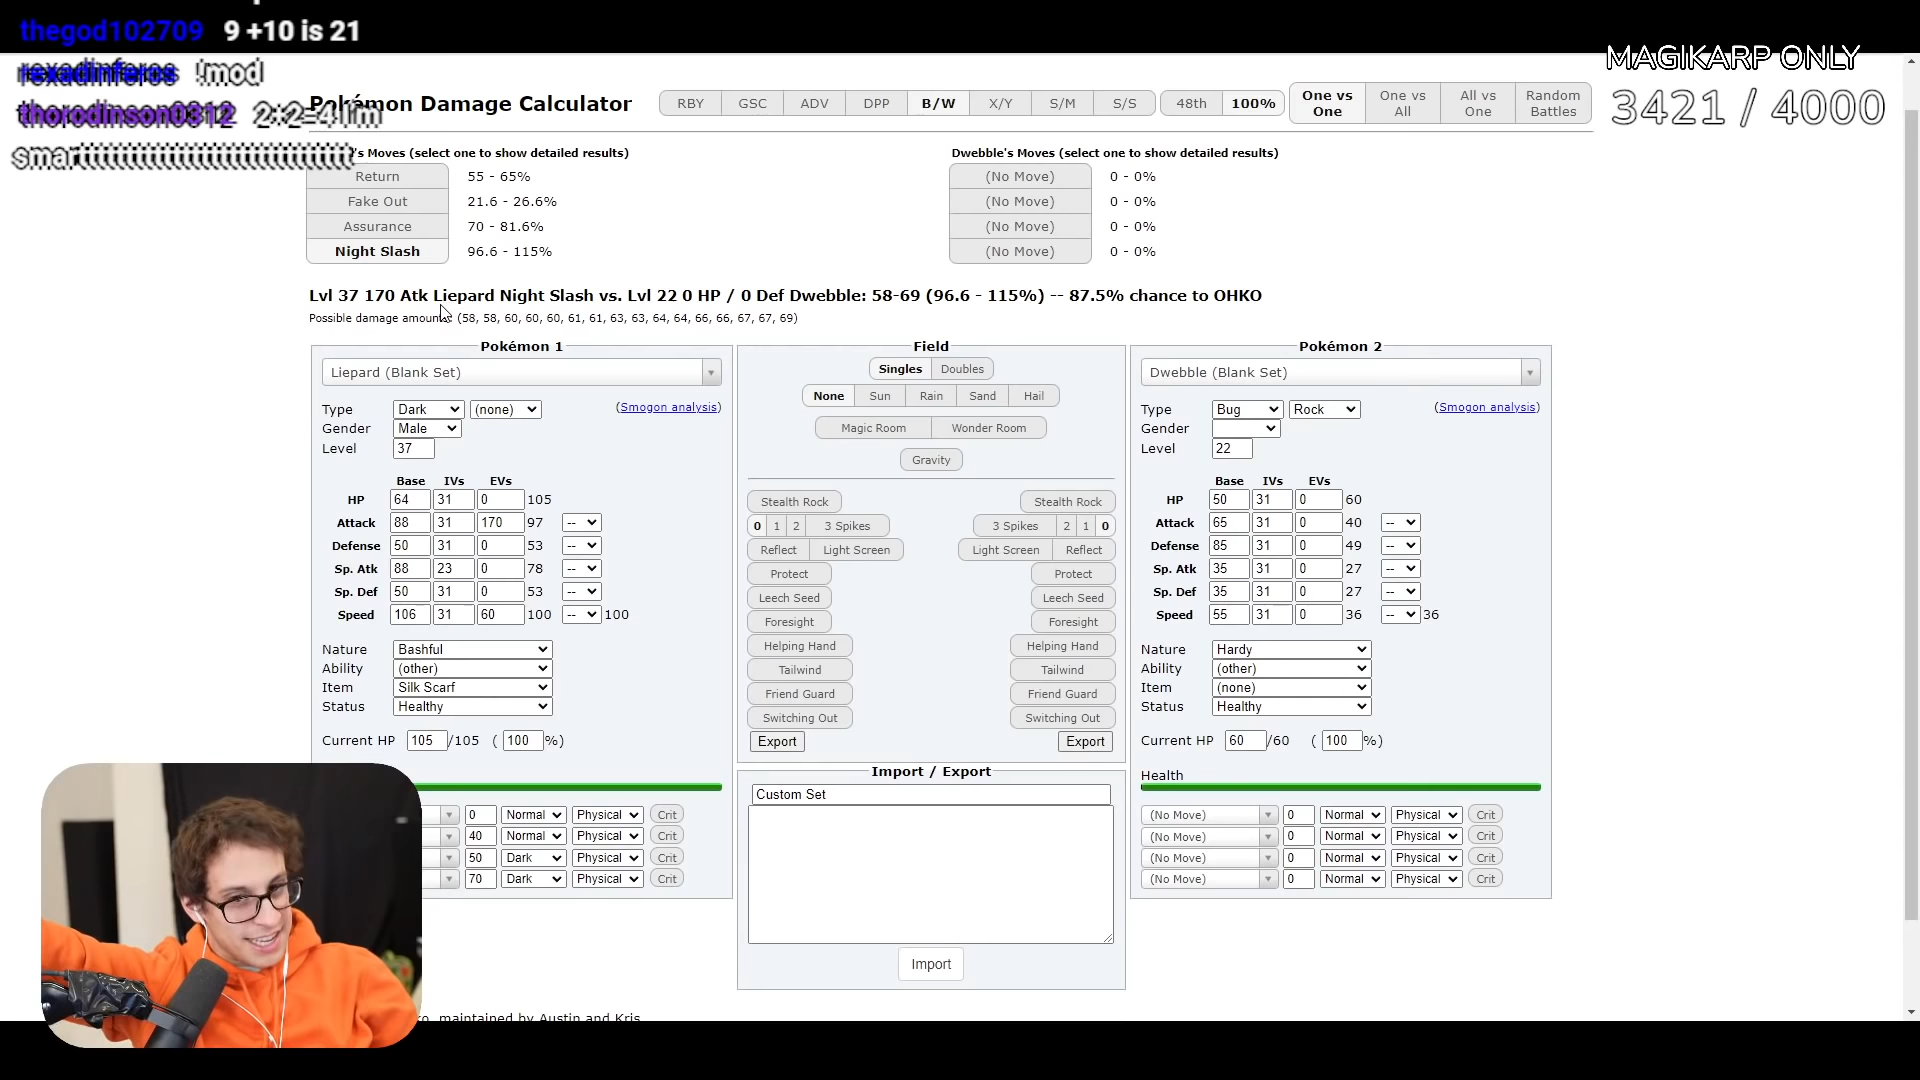 thegod102709 9 +10 is 21
rexadinferos !mod
thorodinson0312 2+2=4 I'm
smartttttttttttttttttttttttttttttt
MAGIKARP ONLY
3421 / 4000
Pokémon Damage Calculator
RBY GSC ADV DPP B/W X/Y S/M S/S 48th 100%
One vs One
One vs All
All vs One
Random Battles
's Moves (select one to show detailed results)
Return 55 - 65%
Fake Out 21.6 - 26.6%
Assurance 70 - 81.6%
Night Slash 96.6 - 115%
Dwebble's Moves (select one to show detailed results)
(No Move) 0 - 0%
(No Move) 0 - 0%
(No Move) 0 - 0%
(No Move) 0 - 0%
Lvl 37 170 Atk Liepard Night Slash vs. Lvl 22 0 HP / 0 Def Dwebble: 58-69 (96.6 - 115%) -- 87.5% chance to OHKO
Possible damage amounts: (58, 58, 60, 60, 60, 61, 61, 63, 63, 64, 64, 66, 66, 67, 67, 69)
Pokémon 1
Liepard (Blank Set)
Type Dark (none) (Smogon analysis)
Gender Male
Level 37
Base IVs EVs
HP 64 31 0 105
Attack 88 31 170 97 --
Defense 50 31 0 53 --
Sp. Atk 88 23 0 78 --
Sp. Def 50 31 0 53 --
Speed 106 31 60 100 -- 100
Nature Bashful
Ability (other)
Item Silk Scarf
Status Healthy
Current HP 105 /105 ( 100 %)
0 Normal Physical Crit
40 Normal Physical Crit
50 Dark Physical Crit
70 Dark Physical Crit
Field
Singles Doubles
None Sun Rain Sand Hail
Magic Room Wonder Room
Gravity
Stealth Rock Stealth Rock
0 1 2 3 Spikes 3 Spikes 2 1 0
Reflect Light Screen Light Screen Reflect
Protect Protect
Leech Seed Leech Seed
Foresight Foresight
Helping Hand Helping Hand
Tailwind Tailwind
Friend Guard Friend Guard
Switching Out Switching Out
Export Export
Import / Export
Custom Set
Import
Pokémon 2
Dwebble (Blank Set)
Type Bug Rock (Smogon analysis)
Gender
Level 22
Base IVs EVs
HP 50 31 0 60
Attack 65 31 0 40 --
Defense 85 31 0 49 --
Sp. Atk 35 31 0 27 --
Sp. Def 35 31 0 27 --
Speed 55 31 0 36 -- 36
Nature Hardy
Ability (other)
Item (none)
Status Healthy
Current HP 60 /60 ( 100 %)
Health
(No Move) 0 Normal Physical Crit
(No Move) 0 Normal Physical Crit
(No Move) 0 Normal Physical Crit
(No Move) 0 Normal Physical Crit
maintained by Austin and Kris